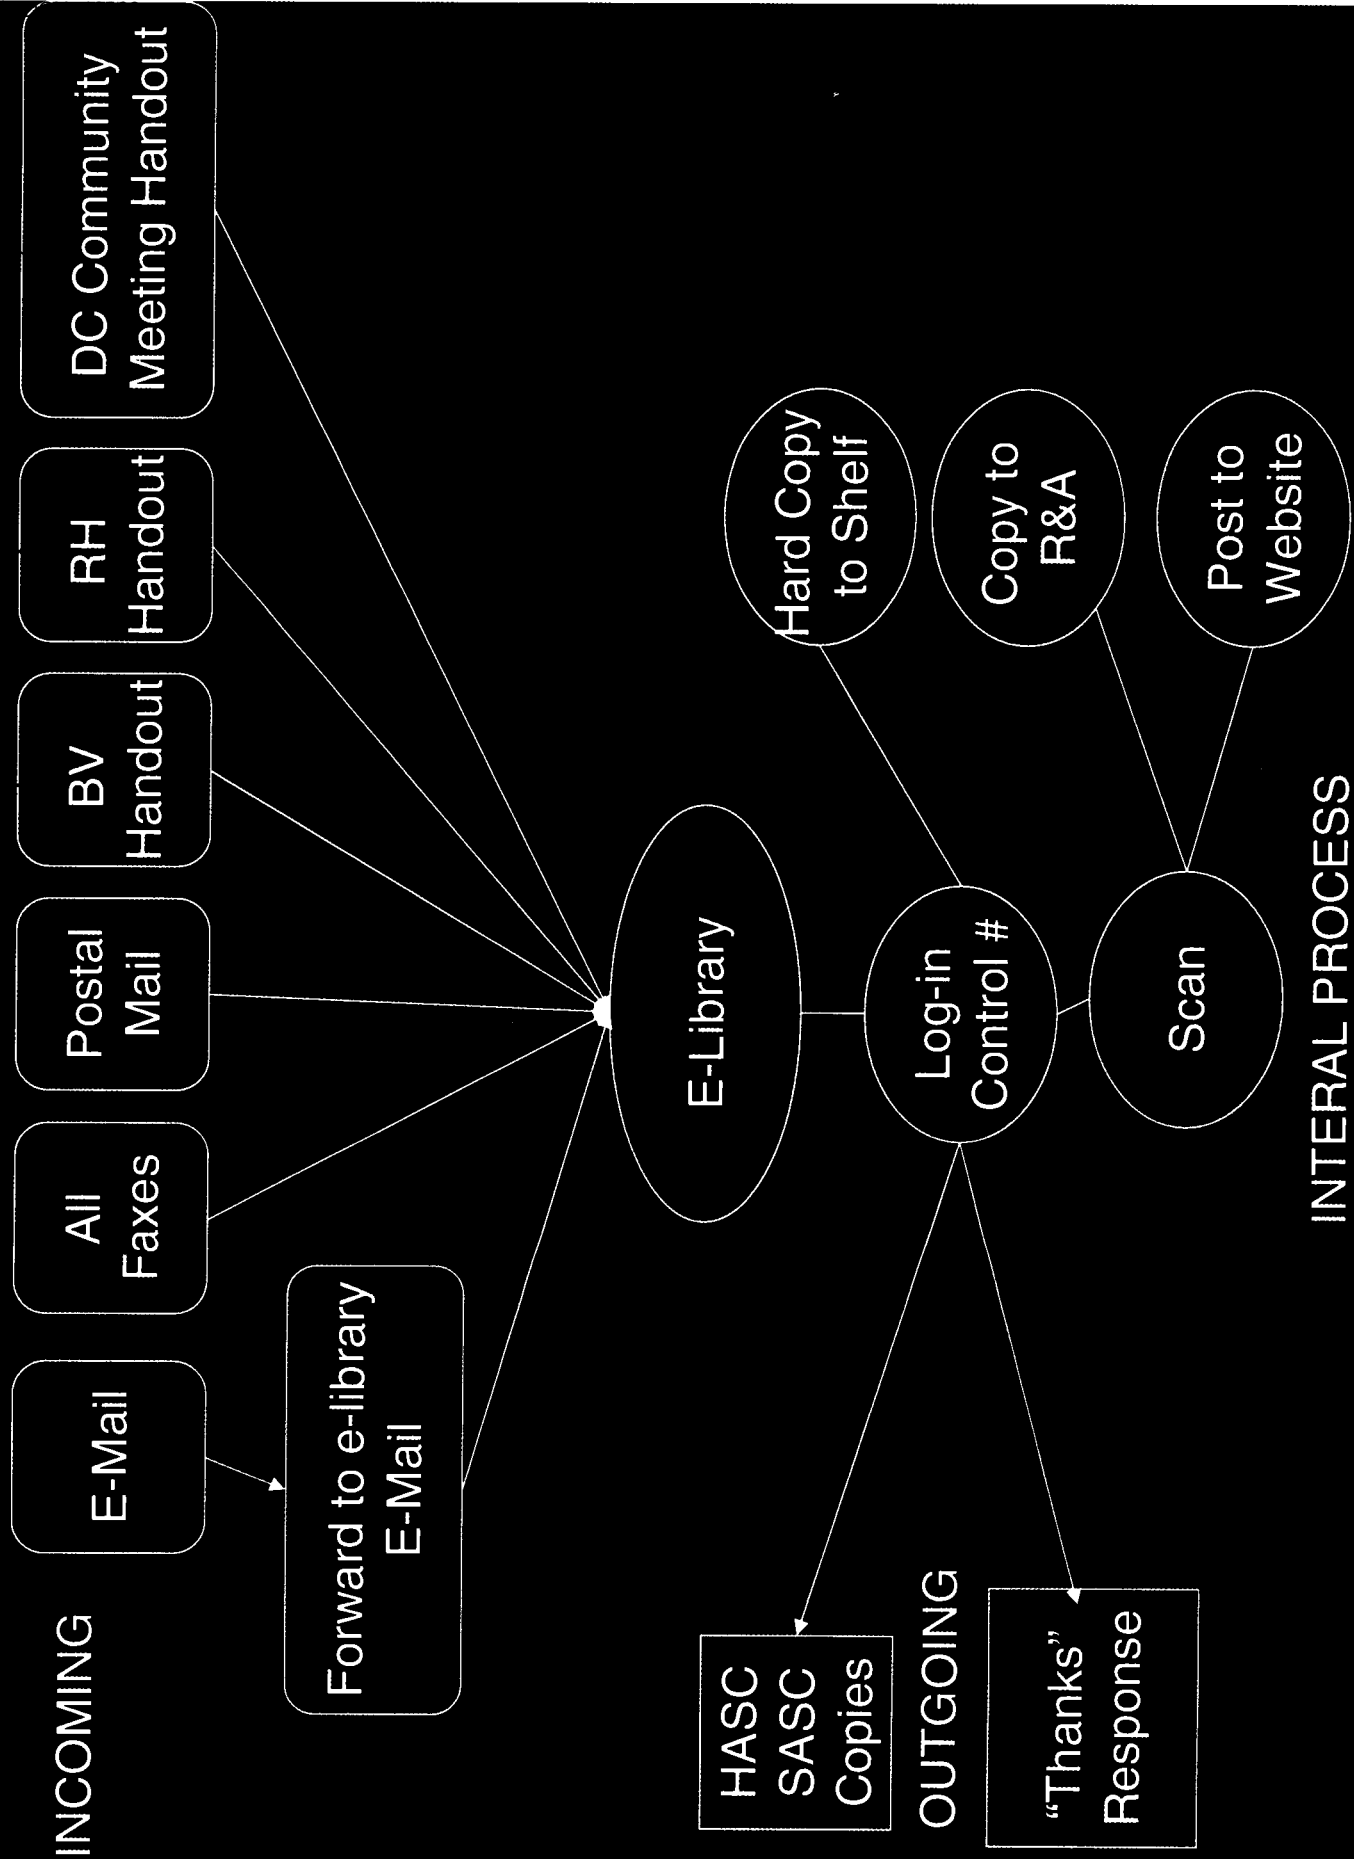 INCOMING
E-Mail
All
Faxes
Postal
Mail
BV
Handout
RH
Handout
DC Community
Meeting Handout
Forward to e-library
E-Mail
E-Library
HASC
SASC
Copies
OUTGOING
“Thanks”
Response
Log-in
Control #
Scan
Hard Copy
to Shelf
Copy to
R&A
Post to
Website
INTERAL PROCESS